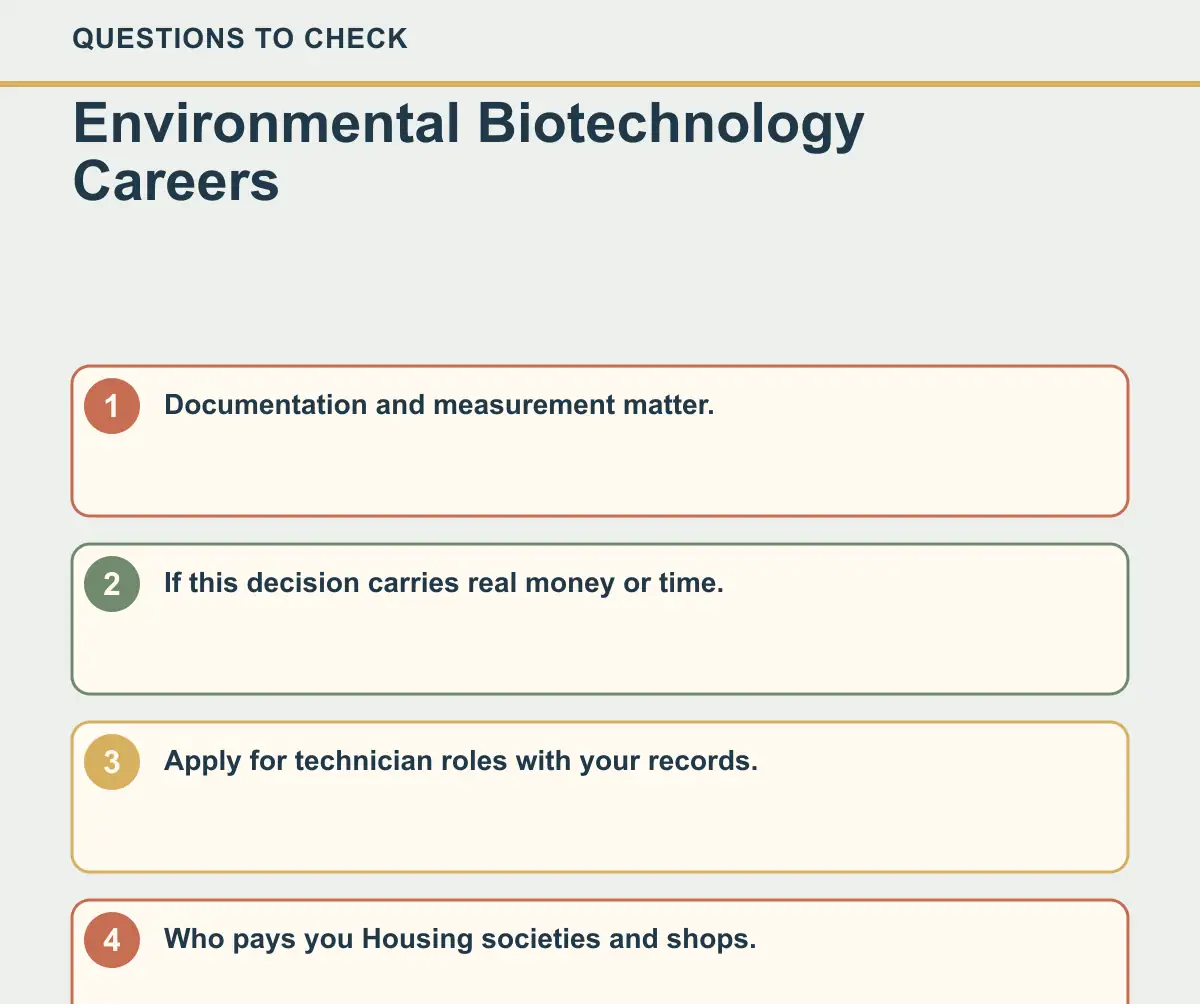 QUESTIONS TO CHECK
Environmental Biotechnology
Careers
1
Documentation and measurement matter.
2
If this decision carries real money or time.
3
Apply for technician roles with your records.
4
Who pays you Housing societies and shops.